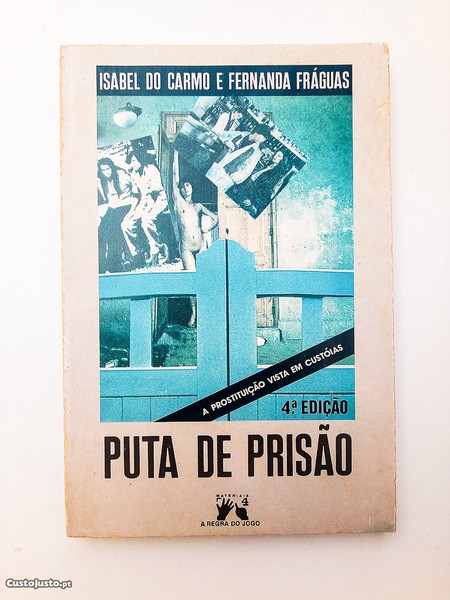 ISABEL DO CARMO E FERNANDA FRÁGUAS
A PROSTITUIÇÃO VISTA EM CUSTÓIAS
4.ª EDIÇÃO
PUTA DE PRISÃO
MATERIAIS
4
A REGRA DO JOGO
CustoJusto.pt